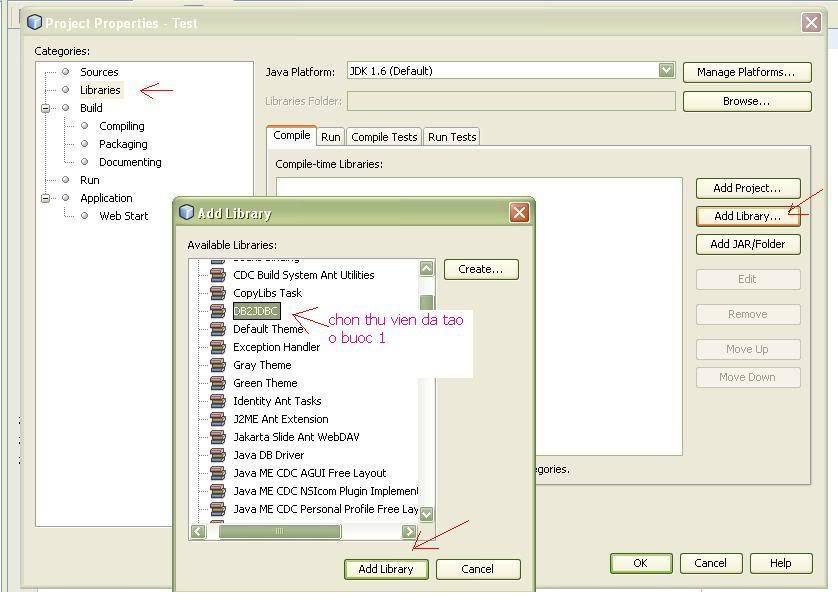 Project Properties - Test
Categories:
Sources
Libraries
Build
Compiling
Packaging
Documenting
Run
Application
Web Start
Java Platform:
JDK 1.6 (Default)
Manage Platforms...
Libraries Folder:
Browse...
Compile Run Compile Tests Run Tests
Compile-time Libraries:
Add Project...
Add Library...
Add JAR/Folder
Edit
Remove
Move Up
Move Down
Add Library
Available Libraries:
CDC Build System Ant Utilities
CopyLibs Task
DB2JDBC
Default Theme
Exception Handler
Gray Theme
Green Theme
Identity Ant Tasks
J2ME Ant Extension
Jakarta Slide Ant WebDAV
Java DB Driver
Java ME CDC AGUI Free Layout
Java ME CDC NSIcom Plugin Implement
Java ME CDC Personal Profile Free Lay
Create...
chon thu vien da tao
o buoc 1
Add Library
Cancel
OK
Cancel
Help